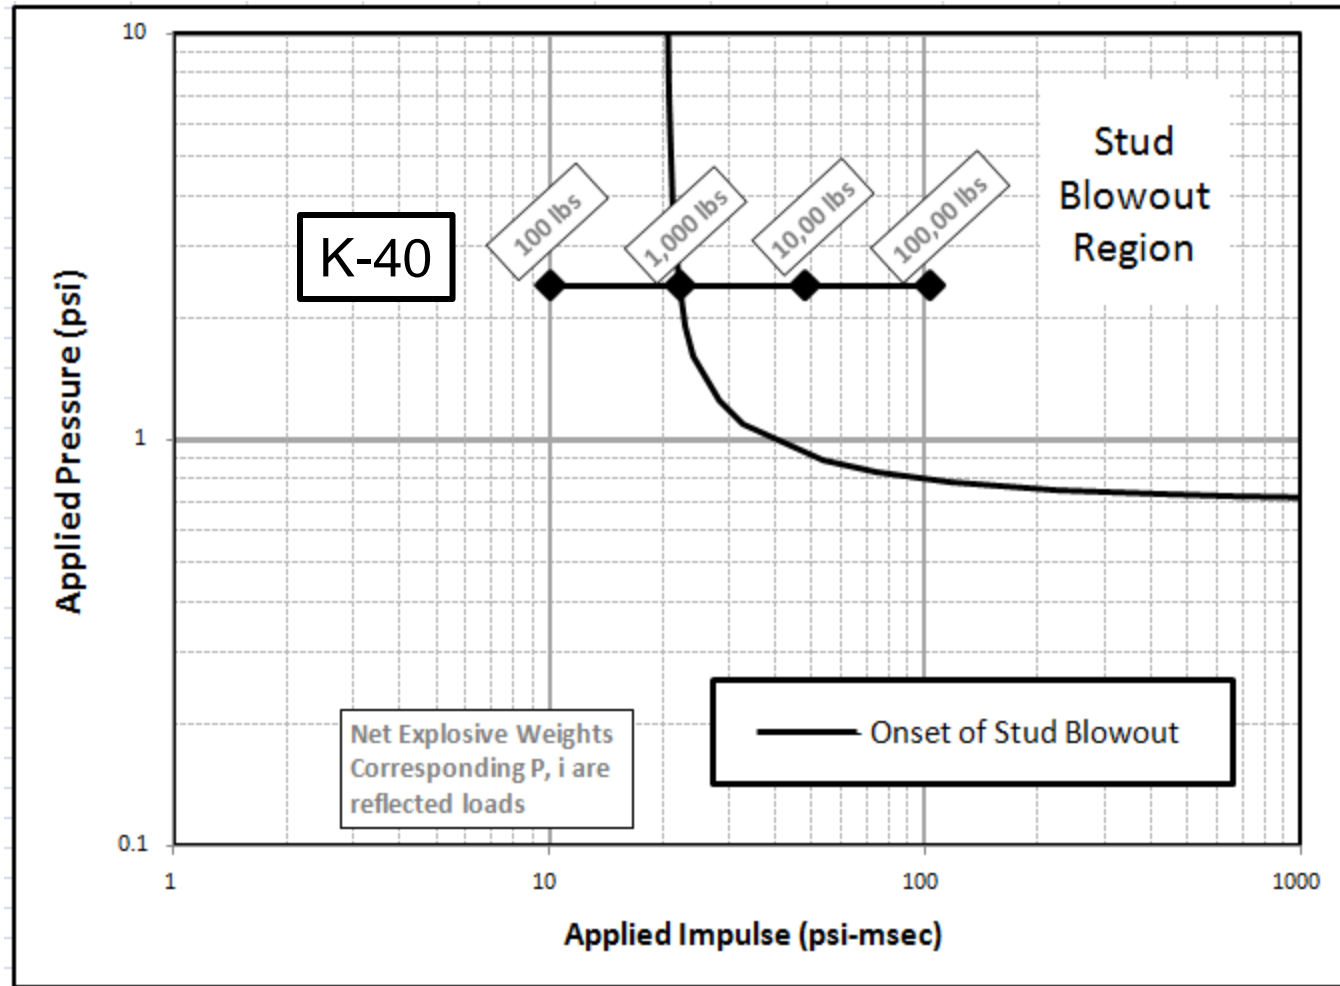 10
1
0.1
1
10
100
1000
Applied Pressure (psi)
Applied Impulse (psi-msec)
K-40
100 lbs
1,000 lbs
10,00 lbs
100,00 lbs
Stud
Blowout
Region
Net Explosive Weights
Corresponding P, i are
reflected loads
Onset of Stud Blowout